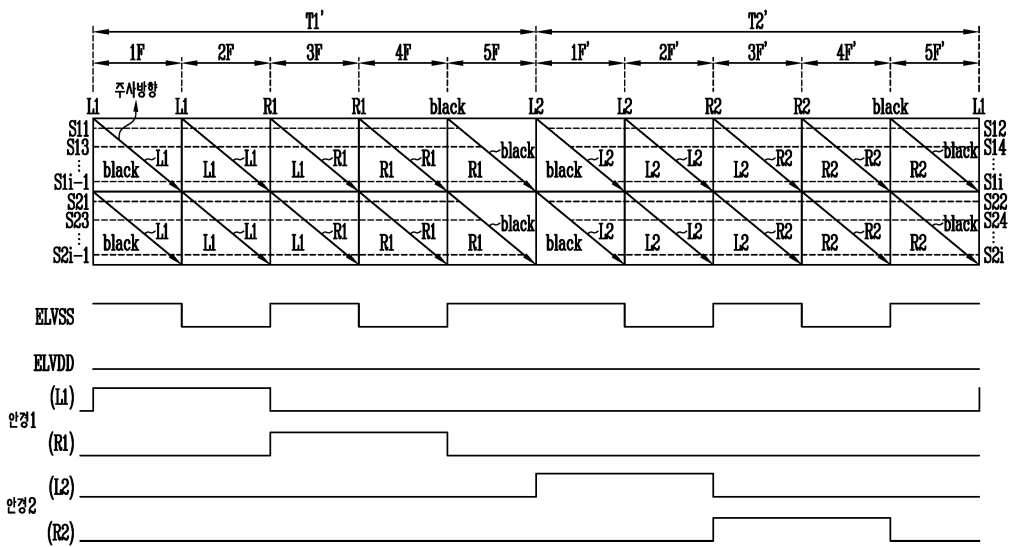 T1' T2'
1F 2F 3F 4F 5F 1F' 2F' 3F' 4F' 5F'
주사방향
L1 L1 R1 R1 black L2 L2 R2 R2 black L1
S11 S12
S13 S14
black L1 L1 L1 L1 R1 R1 R1 R1 black black L2 L2 L2 L2 R2 R2 R2 R2 black
S1i-1 S1i
S21 S22
S23 S24
black L1 L1 L1 L1 R1 R1 R1 R1 black black L2 L2 L2 L2 R2 R2 R2 R2 black
S2i-1 S2i
ELVSS
ELVDD
안경1
(L1)
(R1)
안경2
(L2)
(R2)